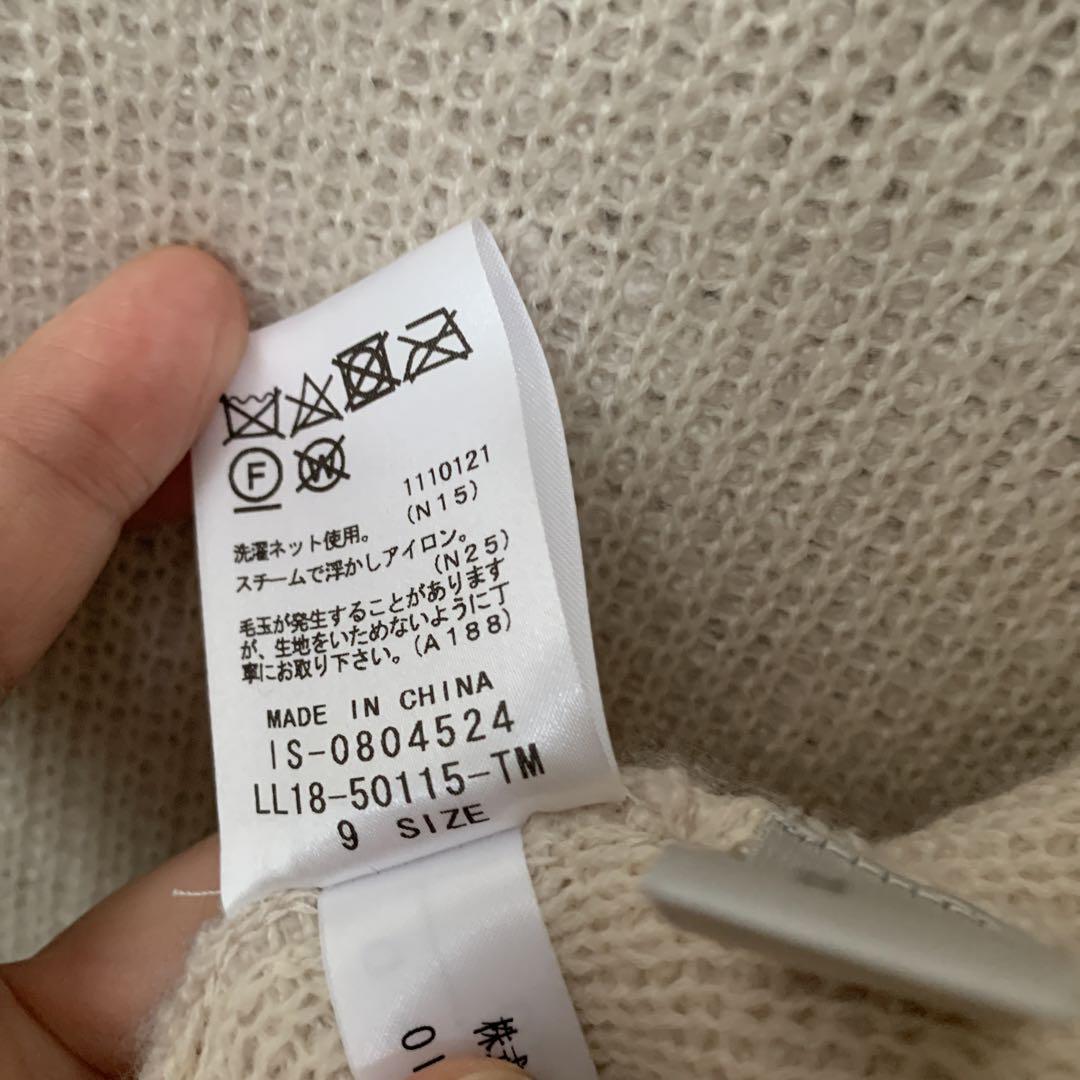 F W
1110121
(N15)
洗濯ネット使用。
スチームで浮かしアイロン。
(N25)
毛玉が発生することがあります
が、生地をいためないように丁
寧にお取り下さい。(A188)
MADE IN CHINA
IS-0804524
LL18-50115-TM
9 SIZE
株